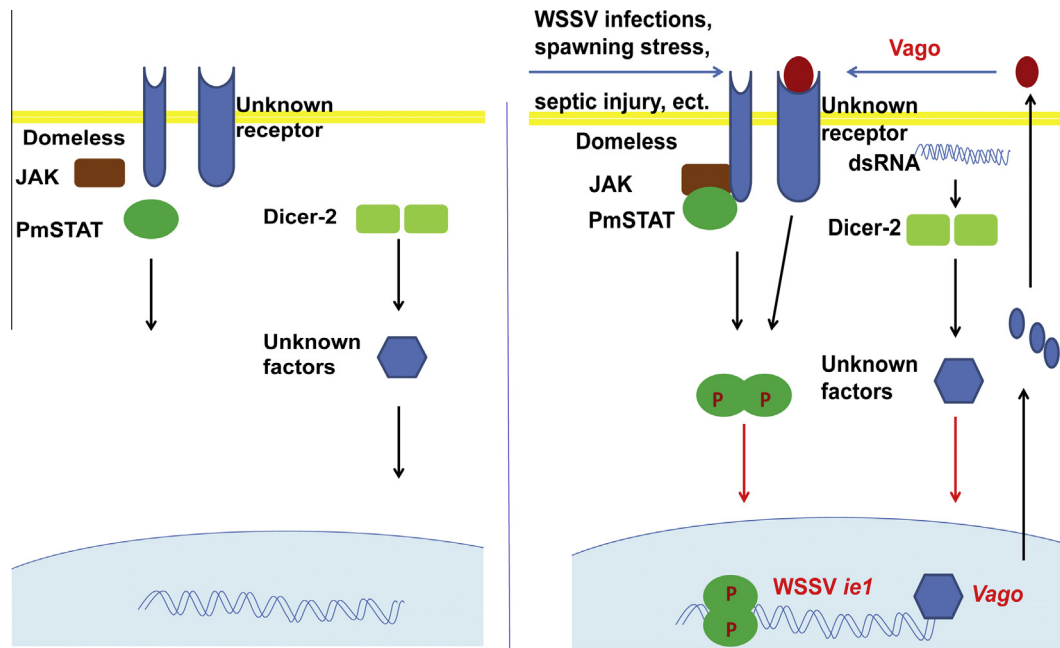 Unknown
receptor
Domeless
JAK
PmSTAT
Dicer-2
Unknown
factors
WSSV infections,
spawning stress,
septic injury, ect.
Vago
Unknown
receptor
Domeless
dsRNA
JAK
PmSTAT
Dicer-2
Unknown
factors
P P
P
WSSV ie1
Vago
P